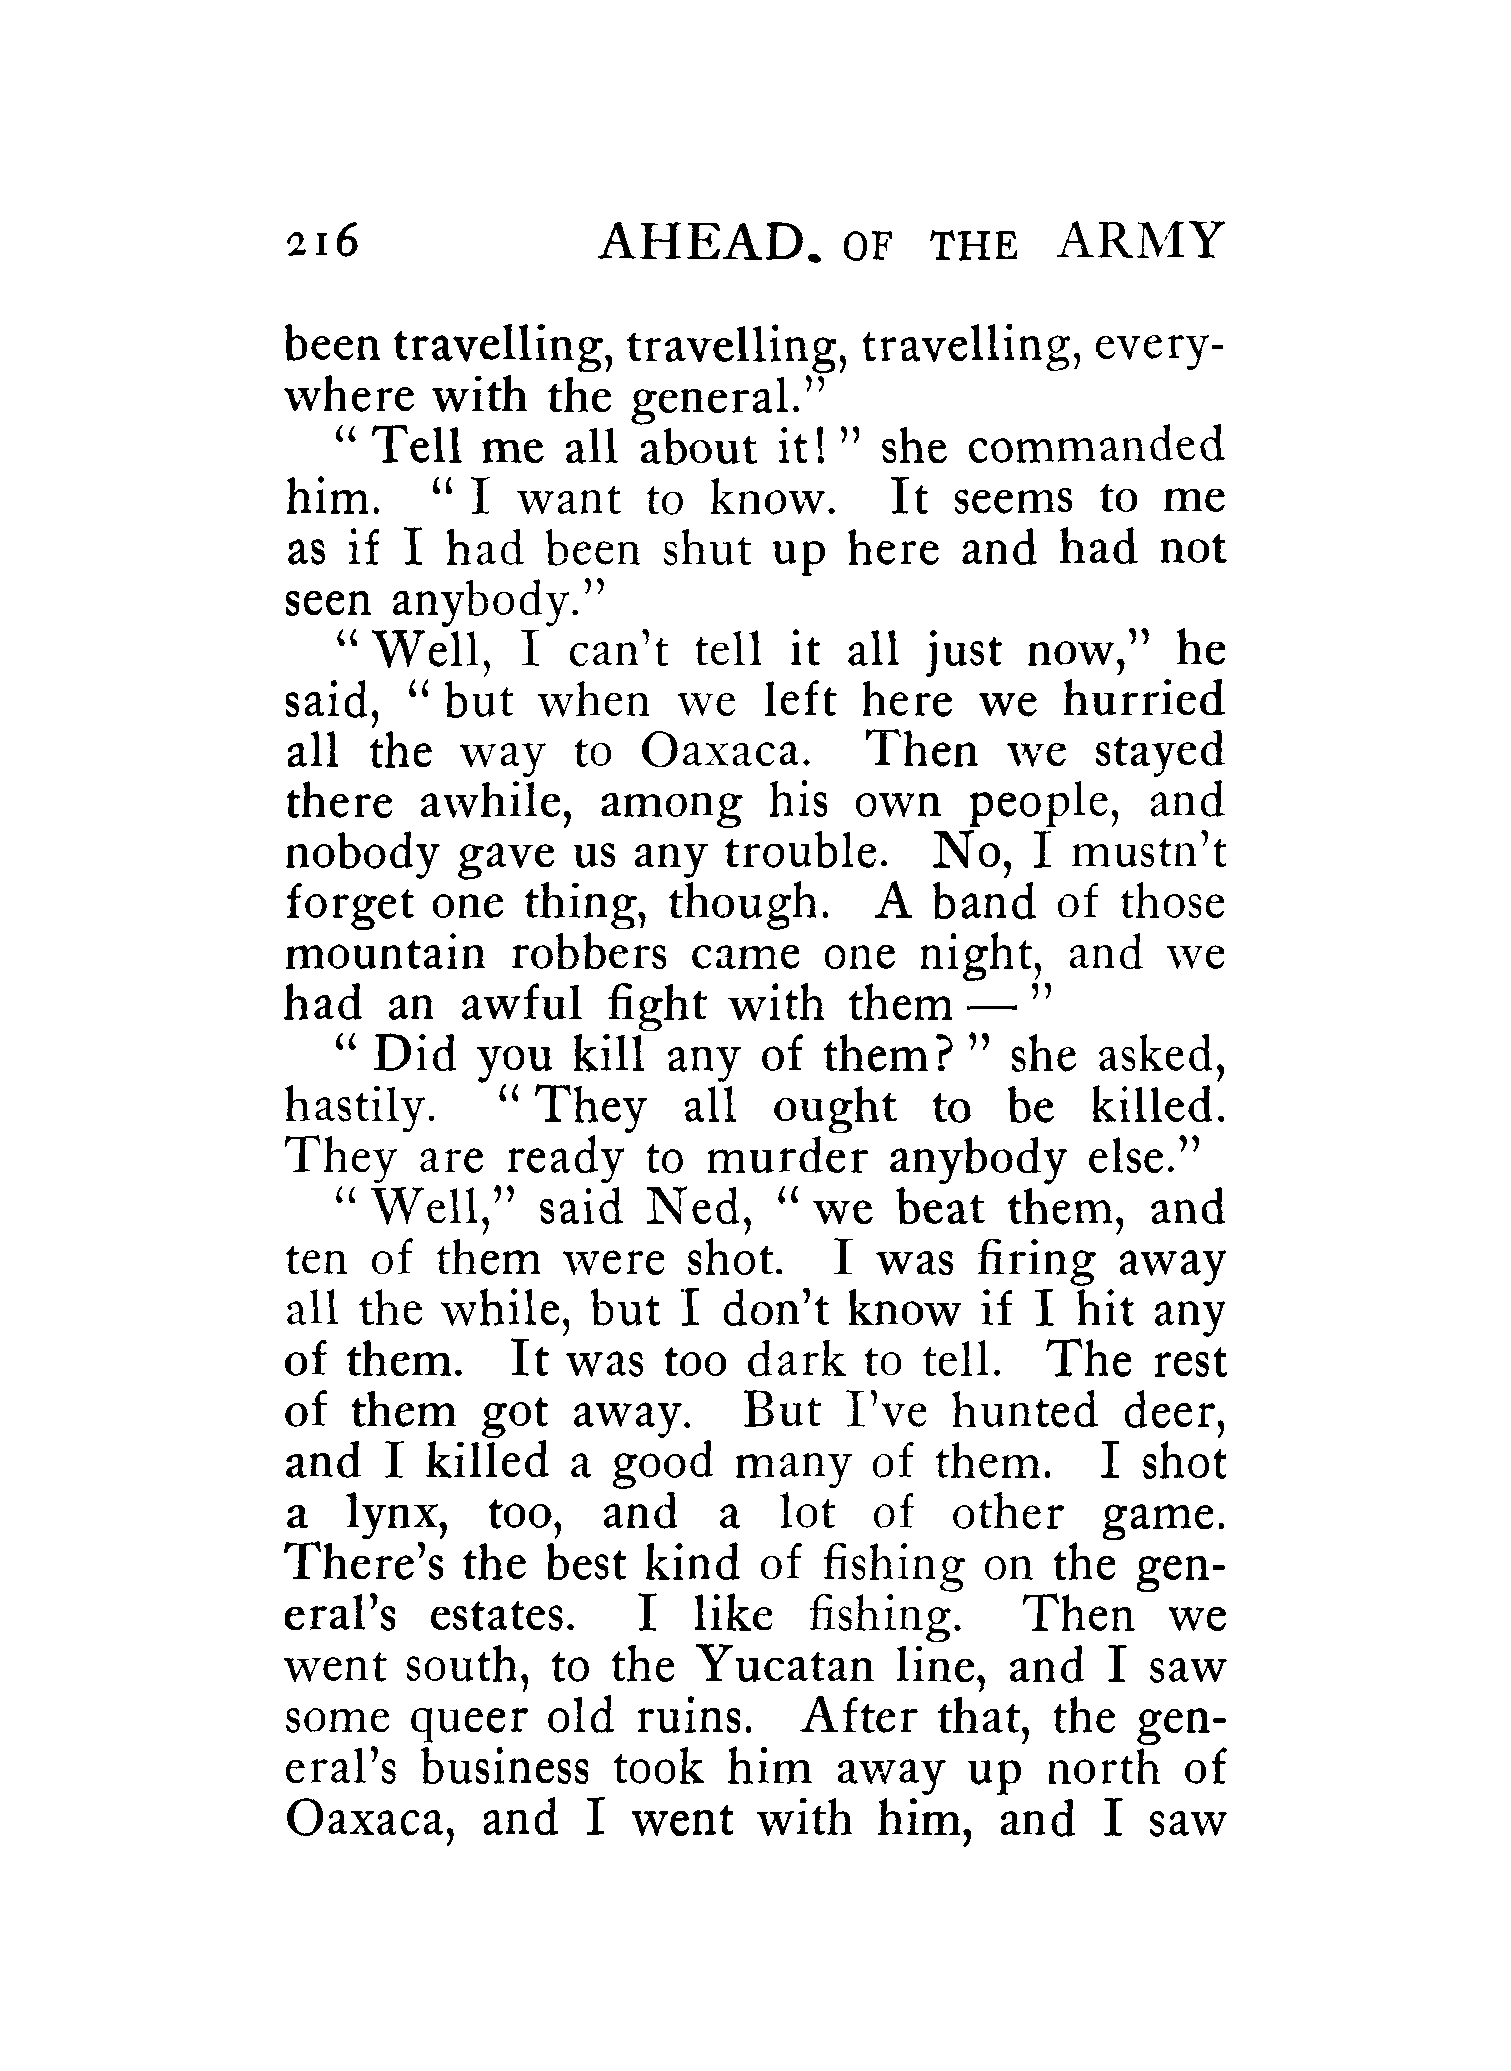 216 AHEAD. OF THE ARMY
been travelling, travelling, travelling, every-
where with the general."
" Tell me all about it! " she commanded
him. " I want to know. It seems to me
as if I had been shut up here and had not
seen anybody."
" Well, I can't tell it all just now," he
said, " but when we left here we hurried
all the way to Oaxaca. Then we stayed
there awhile, among his own people, and
nobody gave us any trouble. No, I mustn't
forget one thing, though. A band of those
mountain robbers came one night, and we
had an awful fight with them — "
" Did you kill any of them? " she asked,
hastily. " They all ought to be killed.
They are ready to murder anybody else."
" Well," said Ned, " we beat them, and
ten of them were shot. I was firing away
all the while, but I don't know if I hit any
of them. It was too dark to tell. The rest
of them got away. But I've hunted deer,
and I killed a good many of them. I shot
a lynx, too, and a lot of other game.
There's the best kind of fishing on the gen-
eral's estates. I like fishing. Then we
went south, to the Yucatan line, and I saw
some queer old ruins. After that, the gen-
eral's business took him away up north of
Oaxaca, and I went with him, and I saw